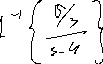 L⁻¹ { (5/3) / (s-4) }